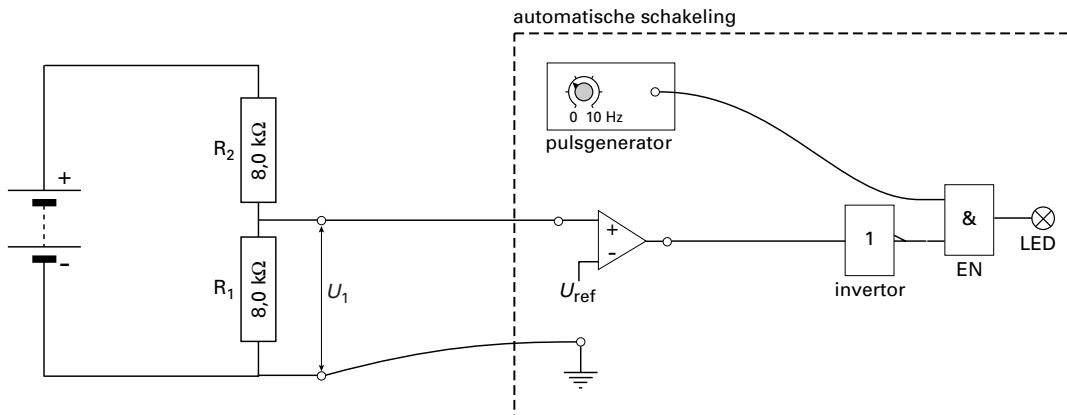 automatische schakeling
0 10 Hz
pulsgenerator
R2
8,0 kΩ
+
-
R1
8,0 kΩ
U1
+
-
Uref
1
invertor
&
EN
LED